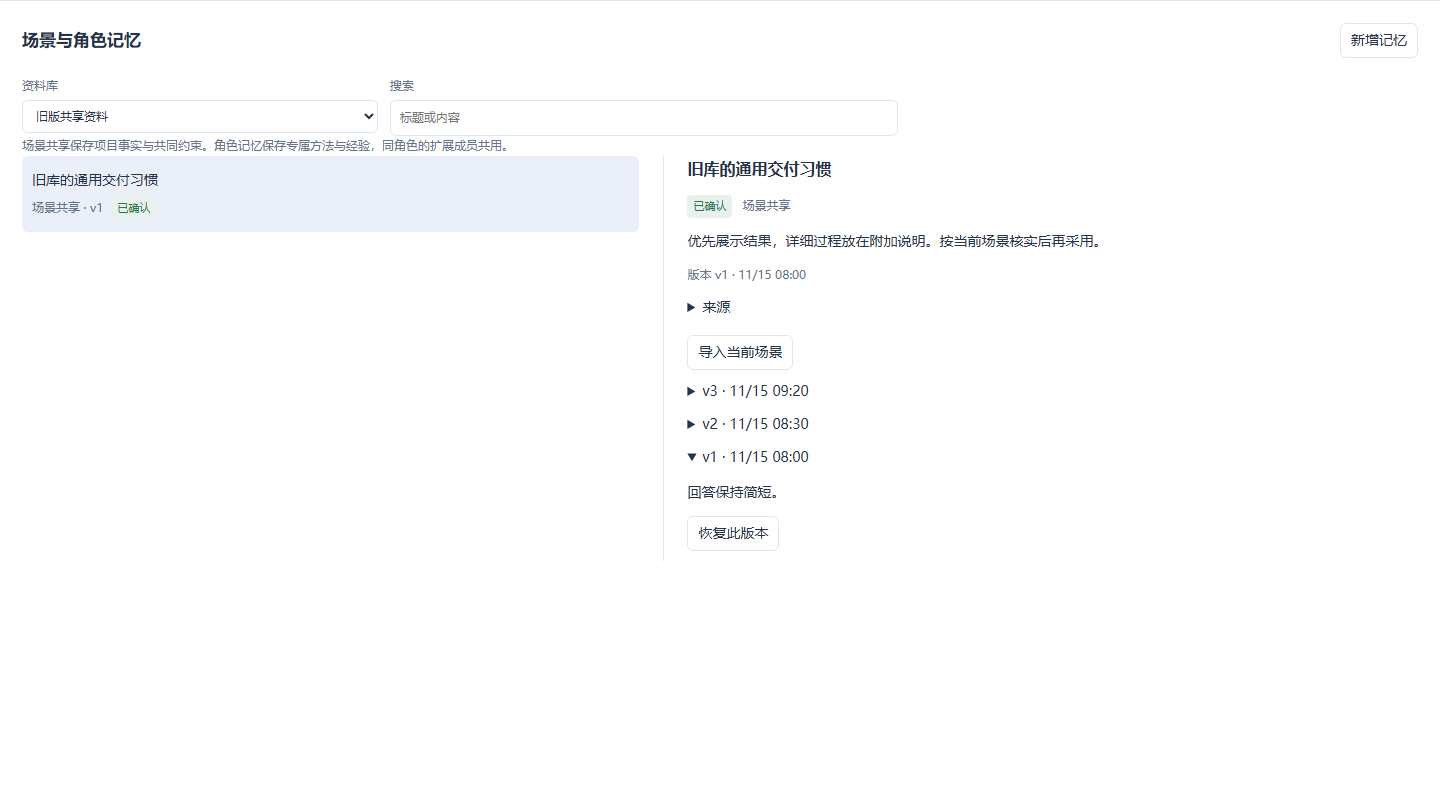 场景与角色记忆
新增记忆
资料库
搜索
旧版共享资料
标题或内容
场景共享保存项目事实与共同约束。角色记忆保存专属方法与经验，同角色的扩展成员共用。
旧库的通用交付习惯
场景共享 · v1 已确认
旧库的通用交付习惯
已确认 场景共享
优先展示结果，详细过程放在附加说明。按当前场景核实后再采用。
版本 v1 · 11/15 08:00
来源
导入当前场景
v3 · 11/15 09:20
v2 · 11/15 08:30
v1 · 11/15 08:00
回答保持简短。
恢复此版本